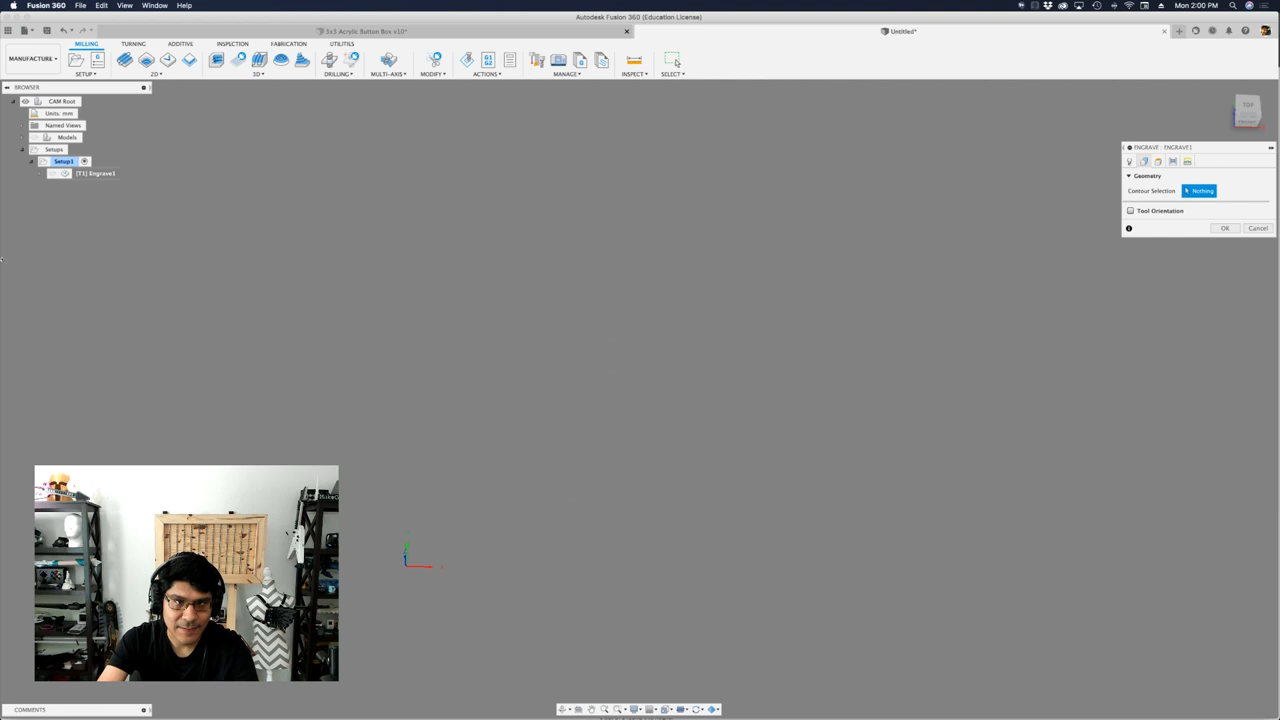 Fusion 360 File Edit View Window Help Mon 2:00 PM
Autodesk Fusion 360 (Education License)
3x3 Acrylic Button Box v10* Untitled*
MILLING TURNING ADDITIVE INSPECTION FABRICATION UTILITIES
MANUFACTURE
SETUP 2D 3D DRILLING MULTI-AXIS MODIFY ACTIONS MANAGE INSPECT SELECT
BROWSER
CAM Root
Units: mm
Named Views
Models
Setups
Setup1
[T1] Engrave1
TOP
ENGRAVE : ENGRAVE1
Geometry
Contour Selection Nothing
Tool Orientation
OK Cancel
COMMENTS